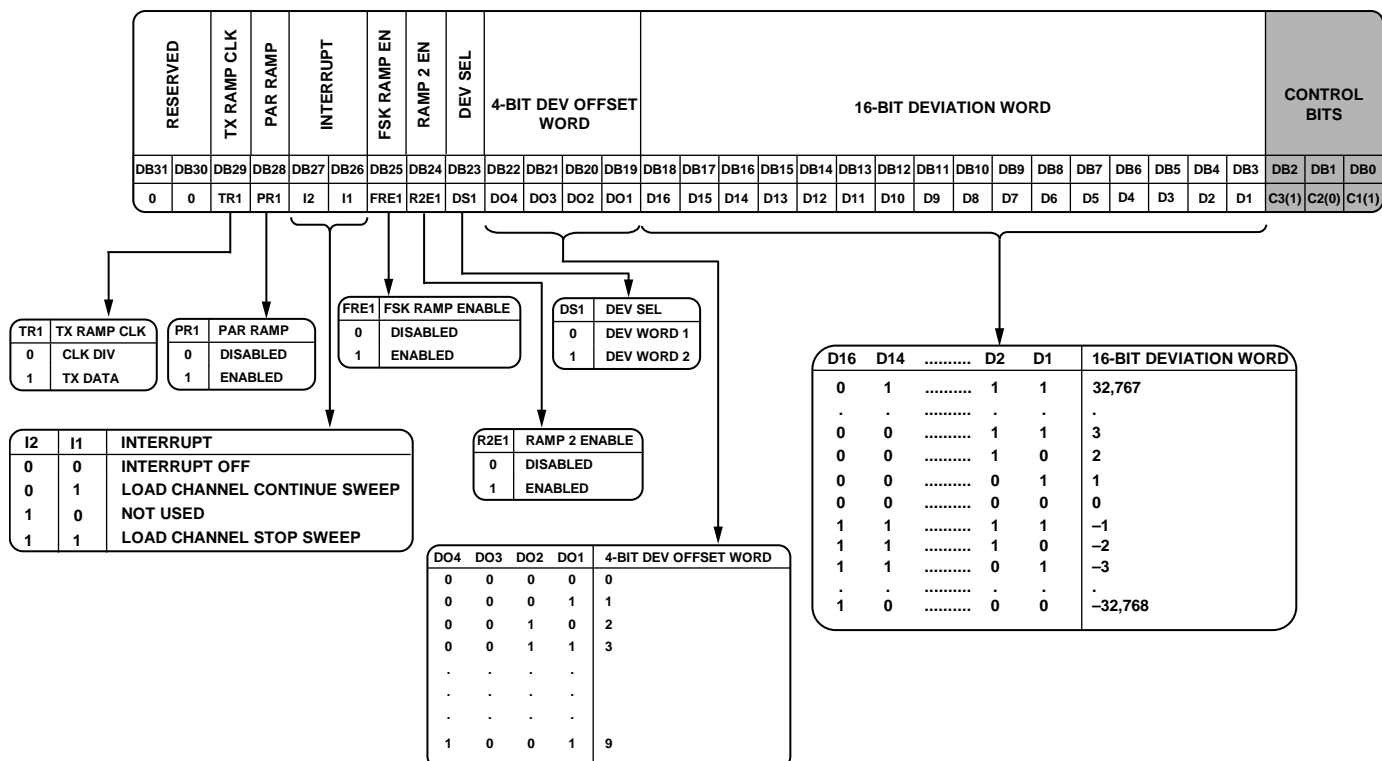 RESERVED
TX RAMP CLK
PAR RAMP
INTERRUPT
FSK RAMP EN
RAMP 2 EN
DEV SEL
4-BIT DEV OFFSET
WORD
16-BIT DEVIATION WORD
CONTROL
BITS
DB31 DB30 DB29 DB28 DB27 DB26 DB25 DB24 DB23 DB22 DB21 DB20 DB19 DB18 DB17 DB16 DB15 DB14 DB13 DB12 DB11 DB10 DB9 DB8 DB7 DB6 DB5 DB4 DB3 DB2 DB1 DB0
0 0 TR1 PR1 I2 I1 FRE1 R2E1 DS1 DO4 DO3 DO2 DO1 D16 D15 D14 D13 D12 D11 D10 D9 D8 D7 D6 D5 D4 D3 D2 D1 C3(1) C2(0) C1(1)
TR1 TX RAMP CLK
0 CLK DIV
1 TX DATA
PR1 PAR RAMP
0 DISABLED
1 ENABLED
FRE1 FSK RAMP ENABLE
0 DISABLED
1 ENABLED
DS1 DEV SEL
0 DEV WORD 1
1 DEV WORD 2
I2 I1 INTERRUPT
0 0 INTERRUPT OFF
0 1 LOAD CHANNEL CONTINUE SWEEP
1 0 NOT USED
1 1 LOAD CHANNEL STOP SWEEP
R2E1 RAMP 2 ENABLE
0 DISABLED
1 ENABLED
D16 D14 .......... D2 D1 16-BIT DEVIATION WORD
0 1 .......... 1 1 32,767
. . .......... . . .
0 0 .......... 1 1 3
0 0 .......... 1 0 2
0 0 .......... 0 1 1
0 0 .......... 0 0 0
1 1 .......... 1 1 –1
1 1 .......... 1 0 –2
1 1 .......... 0 1 –3
. . .......... . . .
1 0 .......... 0 0 –32,768
DO4 DO3 DO2 DO1 4-BIT DEV OFFSET WORD
0 0 0 0 0
0 0 0 1 1
0 0 1 0 2
0 0 1 1 3
. . . .
. . . .
. . . .
1 0 0 1 9